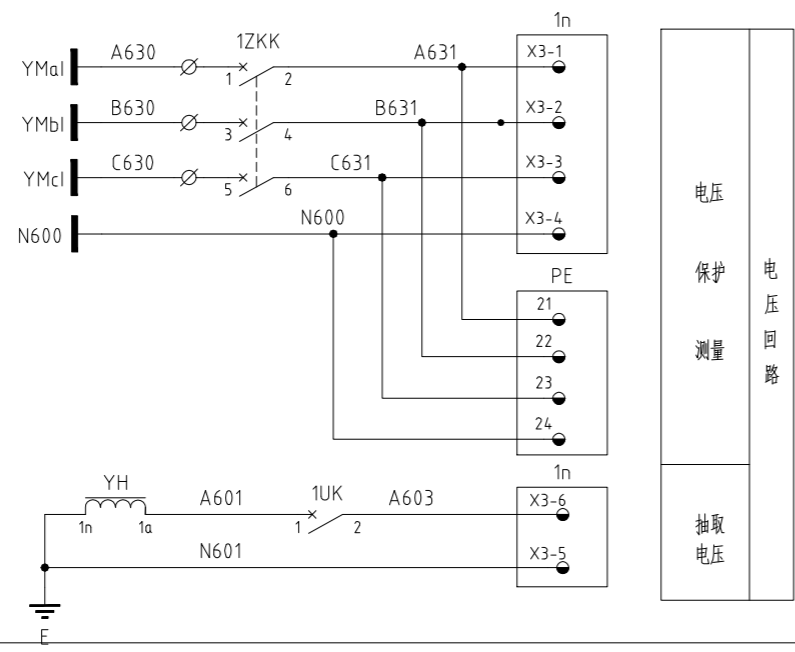 1n
YMaI A630 1ZKK A631 X3-1
1 2
YMbI B630 B631 X3-2
3 4
YMcI C630 C631 X3-3
5 6
N600 N600 X3-4
PE
21
22
23
24
1n
YH A601 1UK A603 X3-6
1n 1a 1 2
N601 X3-5
E
电压
保护
测量
抽取
电压
电
压
回
路